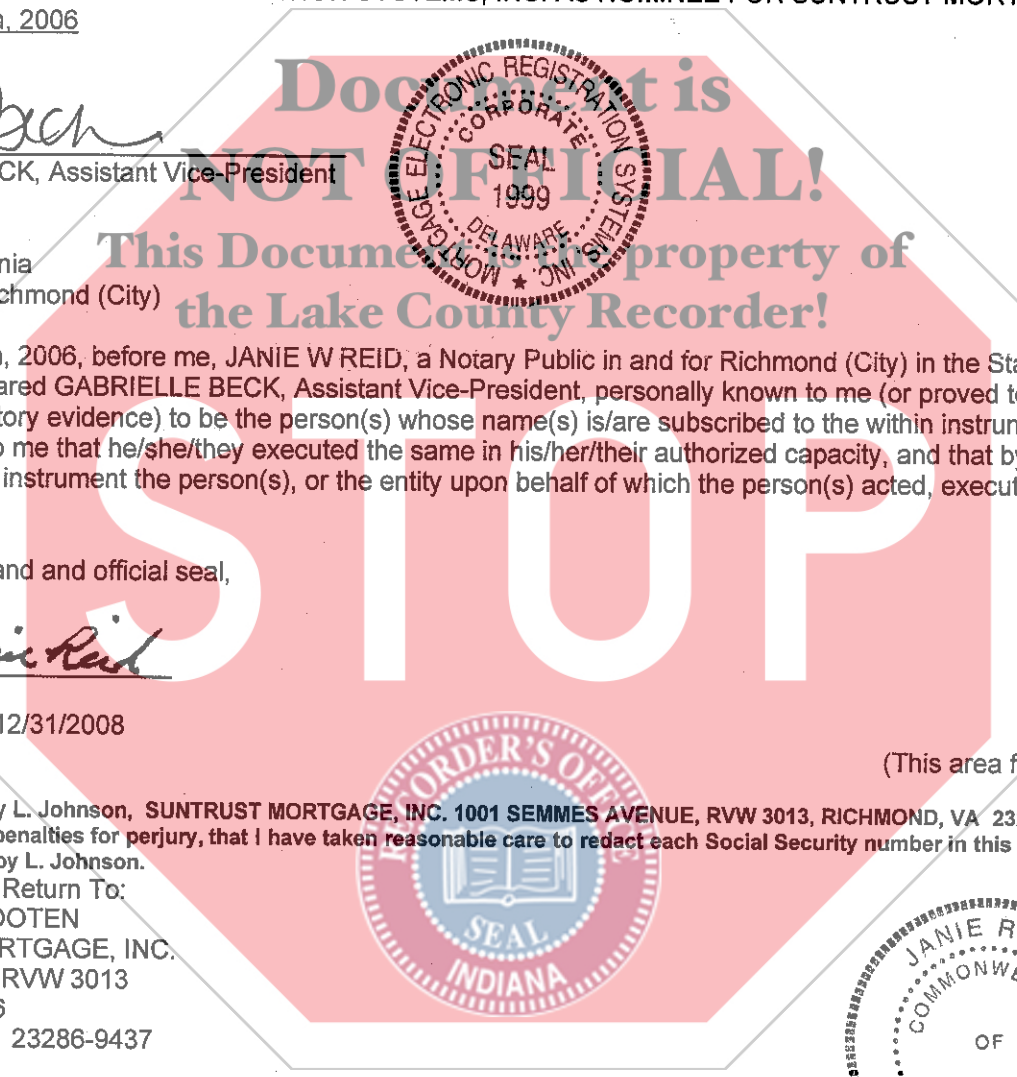 , 2006
Document is
NOT OFFICIAL!
This Document is the property of
the Lake County Recorder!
STOP
MORTGAGE ELECTRONIC REGISTRATION SYSTEMS, INC. ★
CORPORATE
SEAL
1999
DELAWARE
Beck
CK, Assistant Vice-President
nia
chmond (City)
, 2006, before me, JANIE W REID, a Notary Public in and for Richmond (City) in the Sta
ared GABRIELLE BECK, Assistant Vice-President, personally known to me (or proved to
tory evidence) to be the person(s) whose name(s) is/are subscribed to the within instrum
o me that he/she/they executed the same in his/her/their authorized capacity, and that by
instrument the person(s), or the entity upon behalf of which the person(s) acted, execut
and and official seal,
Reid
12/31/2008
(This area f
y L. Johnson, SUNTRUST MORTGAGE, INC. 1001 SEMMES AVENUE, RVW 3013, RICHMOND, VA 23
penalties for perjury, that I have taken reasonable care to redact each Social Security number in this
by L. Johnson.
Return To:
OOTEN
RTGAGE, INC.
RVW 3013
6
23286-9437
RECORDER'S OFFICE
SEAL
INDIANA
JANIE R
COMMONWE
OF